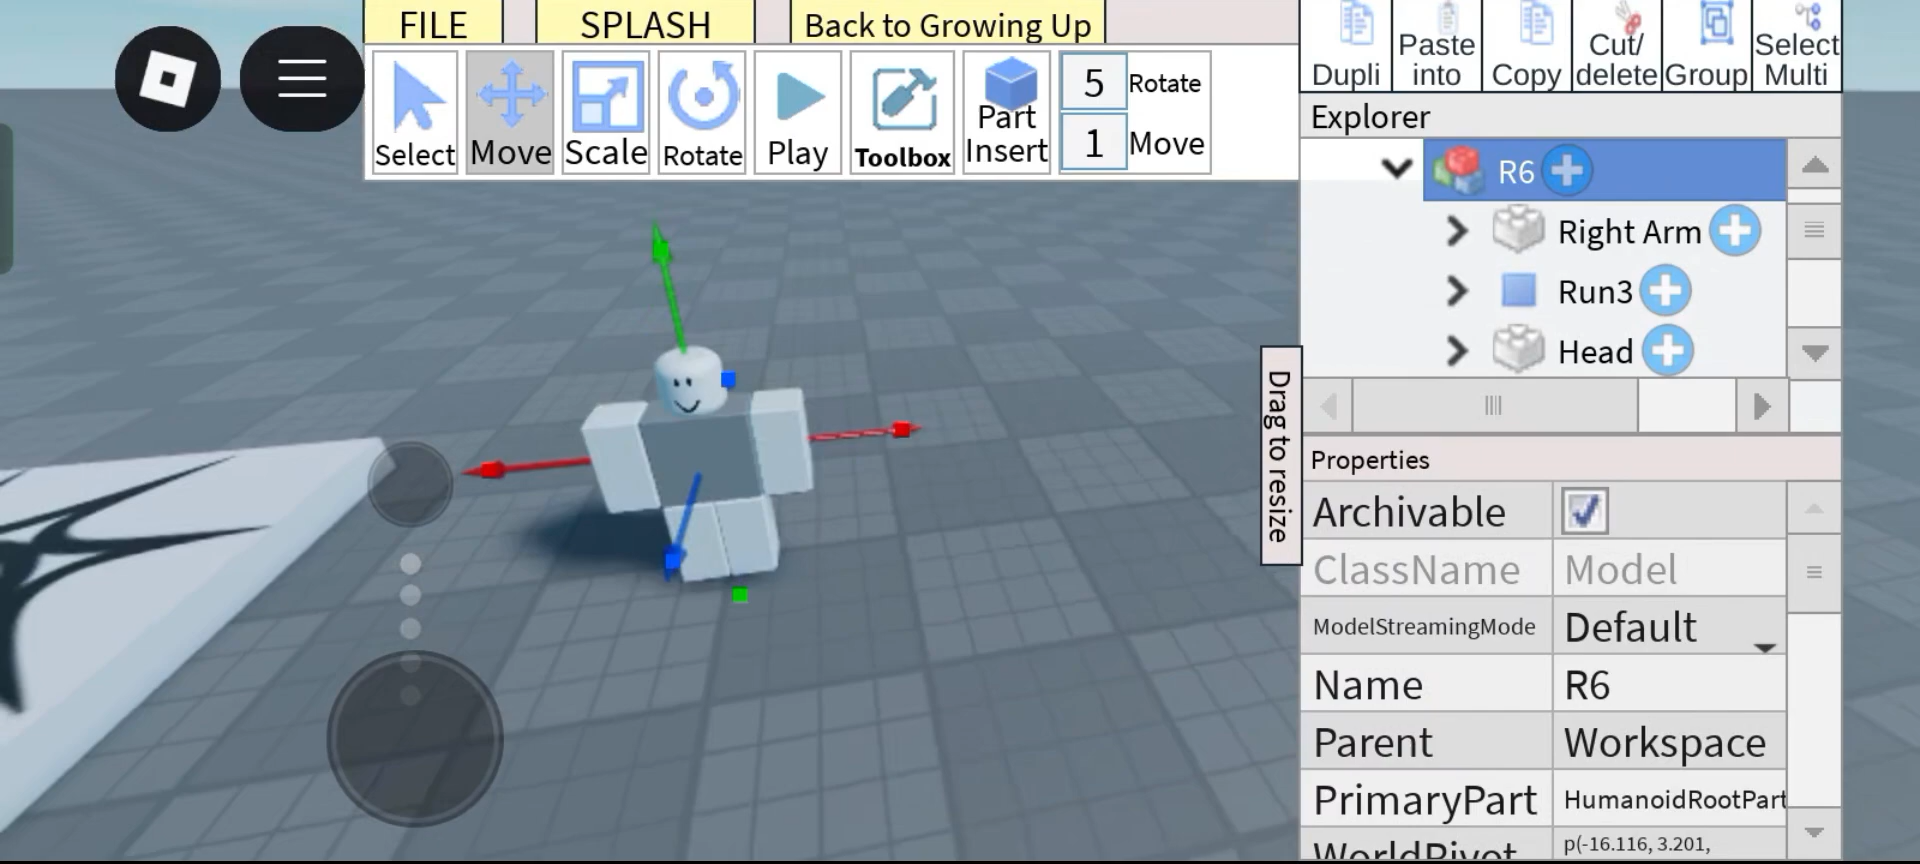 FILE
SPLASH
Back to Growing Up
Select
Move
Scale
Rotate
Play
Toolbox
Part
Insert
5 Rotate
1 Move
Dupli
Paste
into
Copy
Cut/
delete
Group
Select
Multi
Explorer
R6
Right Arm
Run3
Head
Drag to resize
Properties
Archivable
ClassName Model
ModelStreamingMode Default
Name R6
Parent Workspace
PrimaryPart HumanoidRootPart
WorldPivot p(-16.116, 3.201,